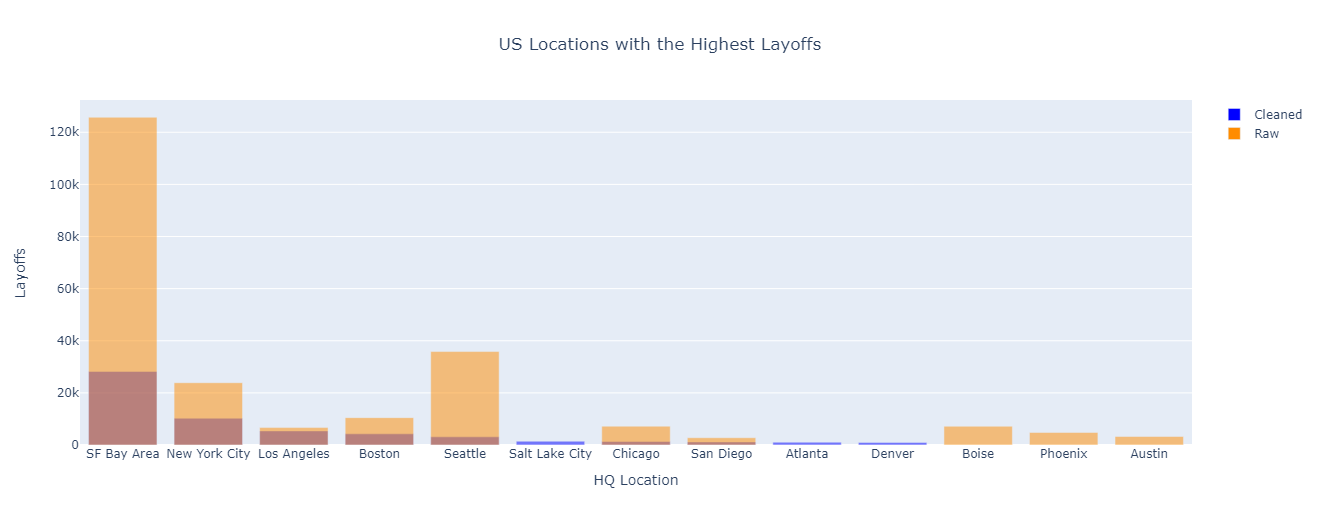 US Locations with the Highest Layoffs
Cleaned
Raw
120k
100k
80k
60k
40k
20k
0
Layoffs
SF Bay Area New York City Los Angeles Boston Seattle Salt Lake City Chicago San Diego Atlanta Denver Boise Phoenix Austin
HQ Location